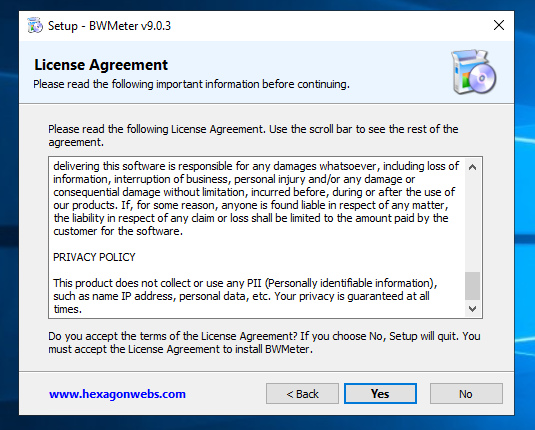 Setup - BWMeter v9.0.3
License Agreement
Please read the following important information before continuing.
Please read the following License Agreement. Use the scroll bar to see the rest of the
agreement.
delivering this software is responsible for any damages whatsoever, including loss of
information, interruption of business, personal injury and/or any damage or
consequential damage without limitation, incurred before, during or after the use of
our products. If, for some reason, anyone is found liable in respect of any matter,
the liability in respect of any claim or loss shall be limited to the amount paid by the
customer for the software.
PRIVACY POLICY
This product does not collect or use any PII (Personally identifiable information),
such as name IP address, personal data, etc. Your privacy is guaranteed at all
times.
Do you accept the terms of the License Agreement? If you choose No, Setup will quit. You
must accept the License Agreement to install BWMeter.
www.hexagonwebs.com
< Back
Yes
No